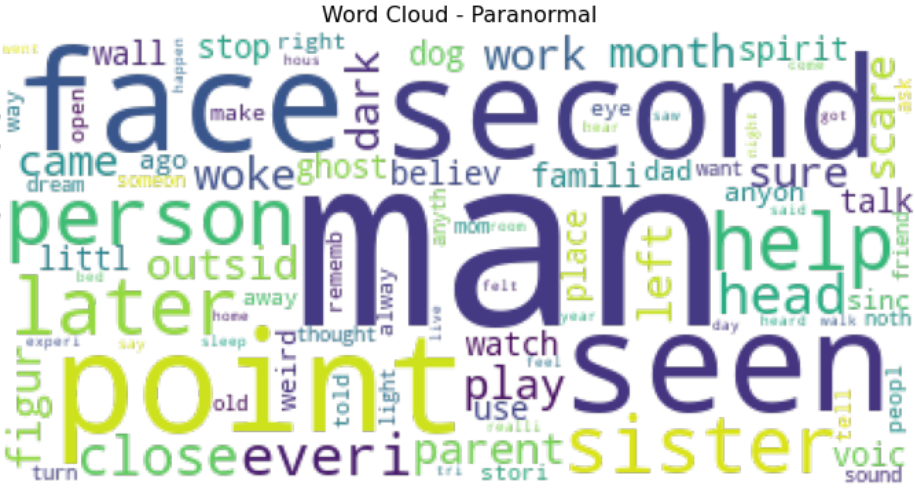 Word Cloud - Paranormal
went
wall
stop
right
hous
happen
dog
work
month
spirit
come
face
second
way
open
make
dark
eye
hear
saw
night
got
scare
ask
came
ago
dream
someon
woke
ghost
believ
famili
dad
want
sure
anyon
said
talk
person
man
rememb
anyth
mom
room
felt
place
left
help
friend
littl
outsid
bed
later
away
home
alway
year
head
sinc
day
heard
walk
noth
experi
say
sleep
thought
live
weird
watch
feel
seen
figur
point
old
told
light
play
use
realli
tell
peopl
turn
close
everi
parent
tri
stori
sister
voic
sound